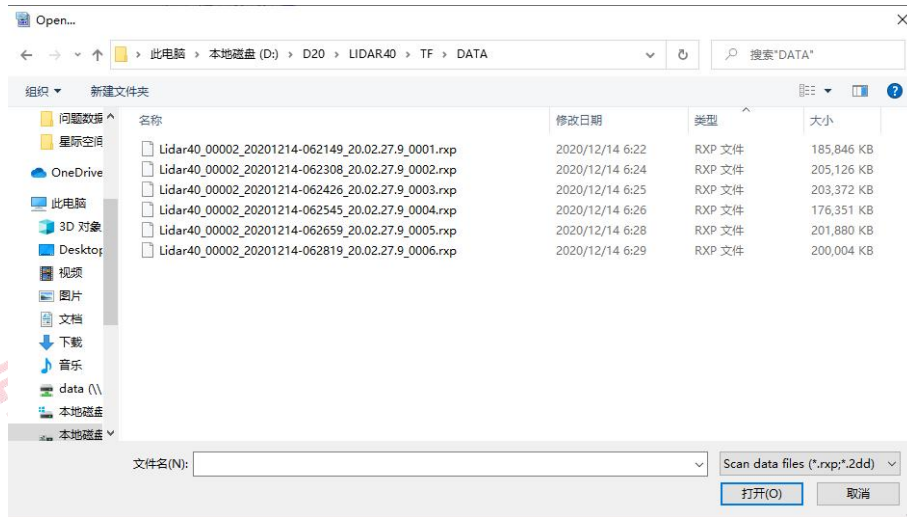 Open...
此电脑 › 本地磁盘 (D:) › D20 › LIDAR40 › TF › DATA
搜索"DATA"
组织 新建文件夹
名称 修改日期 类型 大小
Lidar40_00002_20201214-062149_20.02.27.9_0001.rxp 2020/12/14 6:22 RXP 文件 185,846 KB
Lidar40_00002_20201214-062308_20.02.27.9_0002.rxp 2020/12/14 6:24 RXP 文件 205,126 KB
Lidar40_00002_20201214-062426_20.02.27.9_0003.rxp 2020/12/14 6:25 RXP 文件 203,372 KB
Lidar40_00002_20201214-062545_20.02.27.9_0004.rxp 2020/12/14 6:26 RXP 文件 176,351 KB
Lidar40_00002_20201214-062659_20.02.27.9_0005.rxp 2020/12/14 6:28 RXP 文件 201,880 KB
Lidar40_00002_20201214-062819_20.02.27.9_0006.rxp 2020/12/14 6:29 RXP 文件 200,004 KB
问题数据
星际空间
OneDrive
此电脑
3D 对象
Desktop
视频
图片
文档
下载
音乐
data (\\
本地磁盘
本地磁盘
文件名(N):
Scan data files (*.rxp;*.2dd)
打开(O) 取消